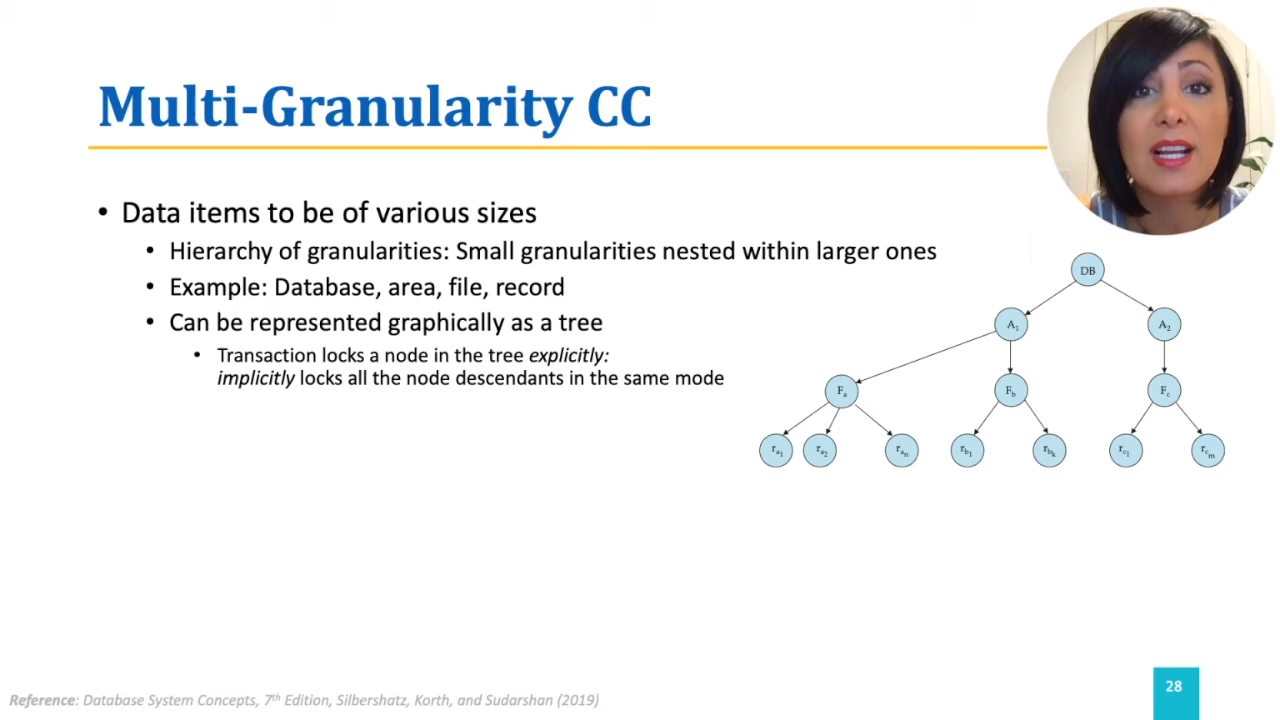 Multi-Granularity CC
• Data items to be of various sizes
• Hierarchy of granularities: Small granularities nested within larger ones
• Example: Database, area, file, record
• Can be represented graphically as a tree
• Transaction locks a node in the tree explicitly:
implicitly locks all the node descendants in the same mode
DB
A1 A2
Fa Fb Fc
ra1 ra2 ran rb1 rbk rc1 rcm
Reference: Database System Concepts, 7th Edition, Silbershatz, Korth, and Sudarshan (2019)
28